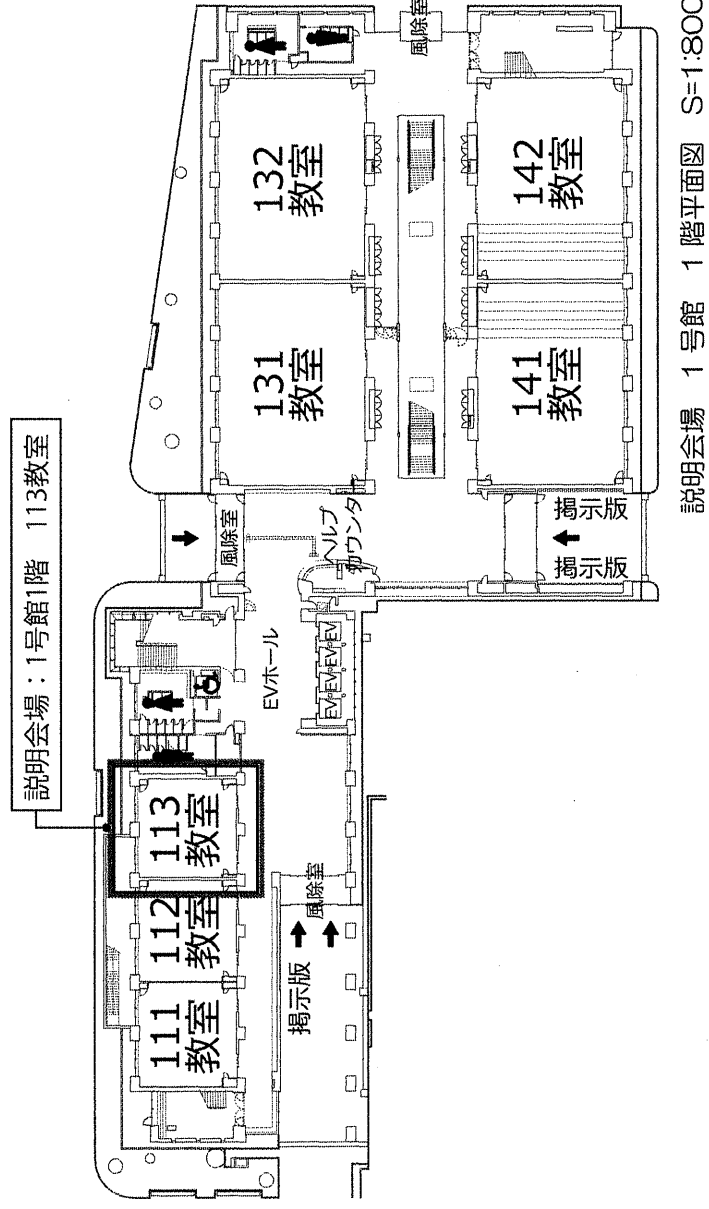 説明会場：1号館1階 113教室
111
教室
112
教室
113
教室
掲示版
風除室
EVホール
EV
EV
EV
EV
風除室
ヘルプ
カウンタ
掲示版
掲示版
131
教室
132
教室
141
教室
142
教室
風除室
説明会場 1号館 1階平面図 S=1:800